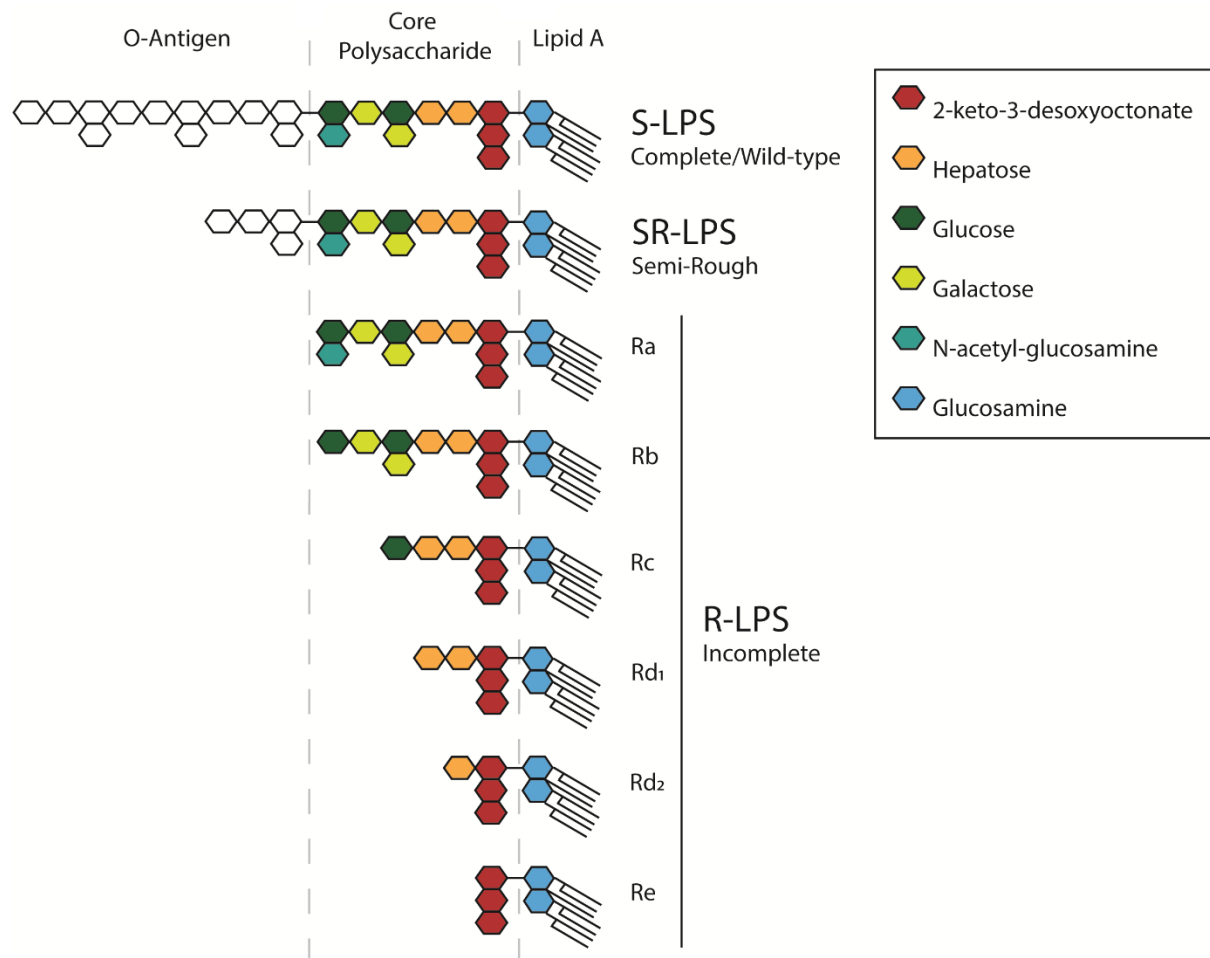 O-Antigen
Core
Polysaccharide
Lipid A
S-LPS
Complete/Wild-type
SR-LPS
Semi-Rough
Ra
Rb
Rc
Rd₁
Rd₂
Re
R-LPS
Incomplete
2-keto-3-desoxyoctonate
Hepatose
Glucose
Galactose
N-acetyl-glucosamine
Glucosamine